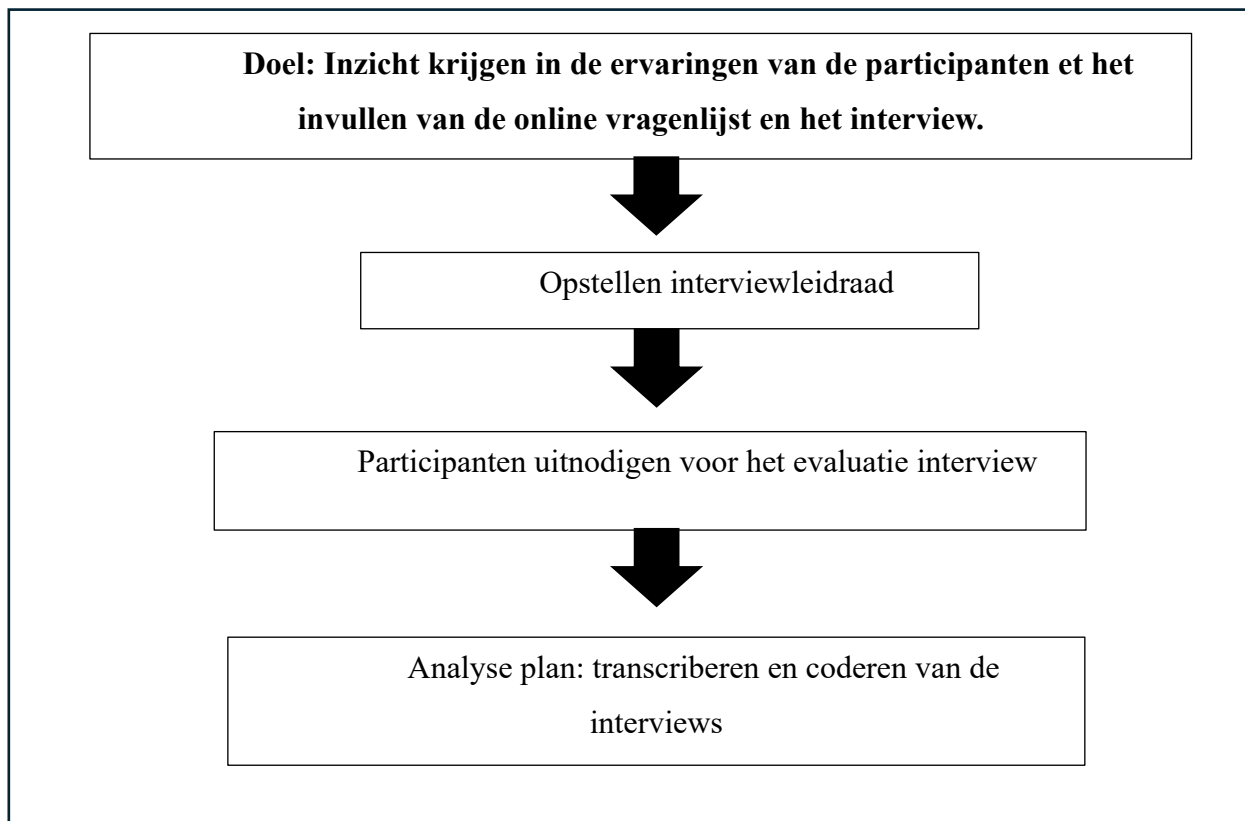 Doel: Inzicht krijgen in de ervaringen van de participanten et het
invullen van de online vragenlijst en het interview.
Opstellen interviewleidraad
Participanten uitnodigen voor het evaluatie interview
Analyse plan: transcriberen en coderen van de
interviews